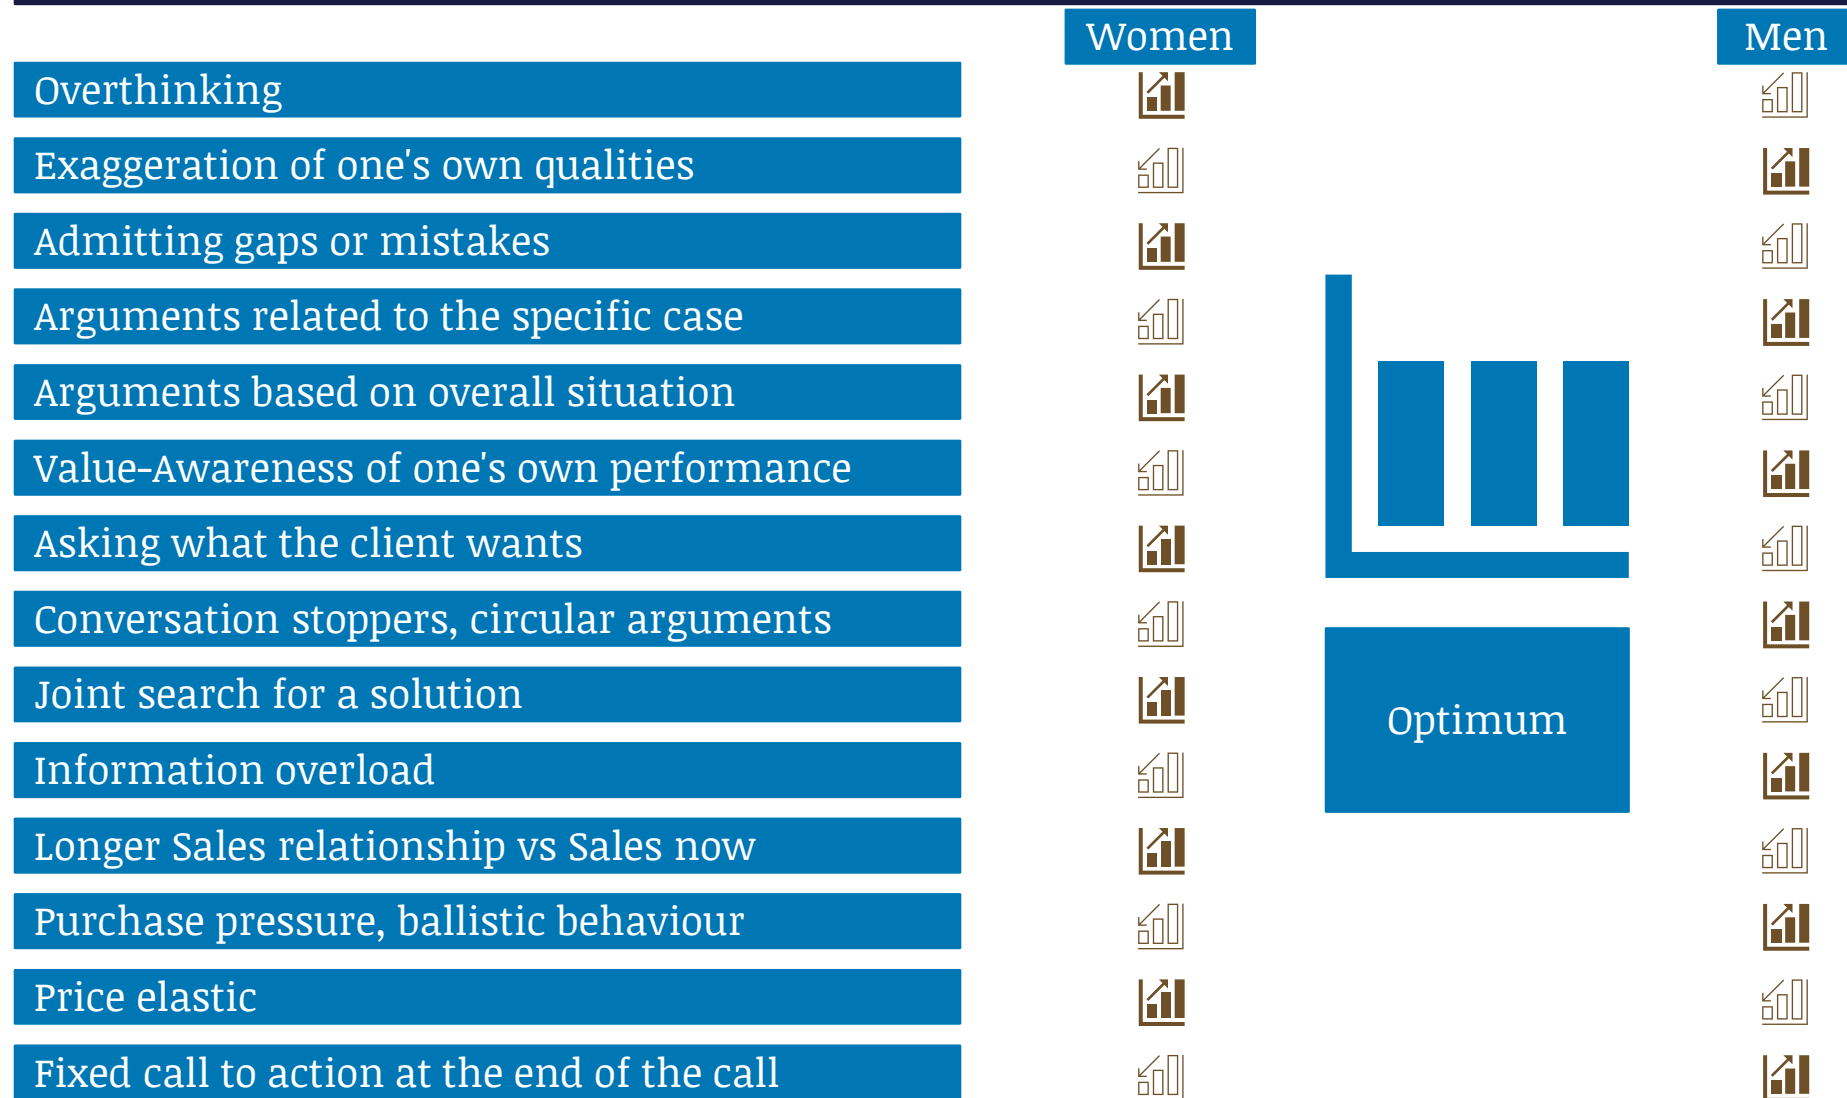 Women
Men
Overthinking
Exaggeration of one's own qualities
Admitting gaps or mistakes
Arguments related to the specific case
Arguments based on overall situation
Value-Awareness of one's own performance
Asking what the client wants
Conversation stoppers, circular arguments
Joint search for a solution
Optimum
Information overload
Longer Sales relationship vs Sales now
Purchase pressure, ballistic behaviour
Price elastic
Fixed call to action at the end of the call